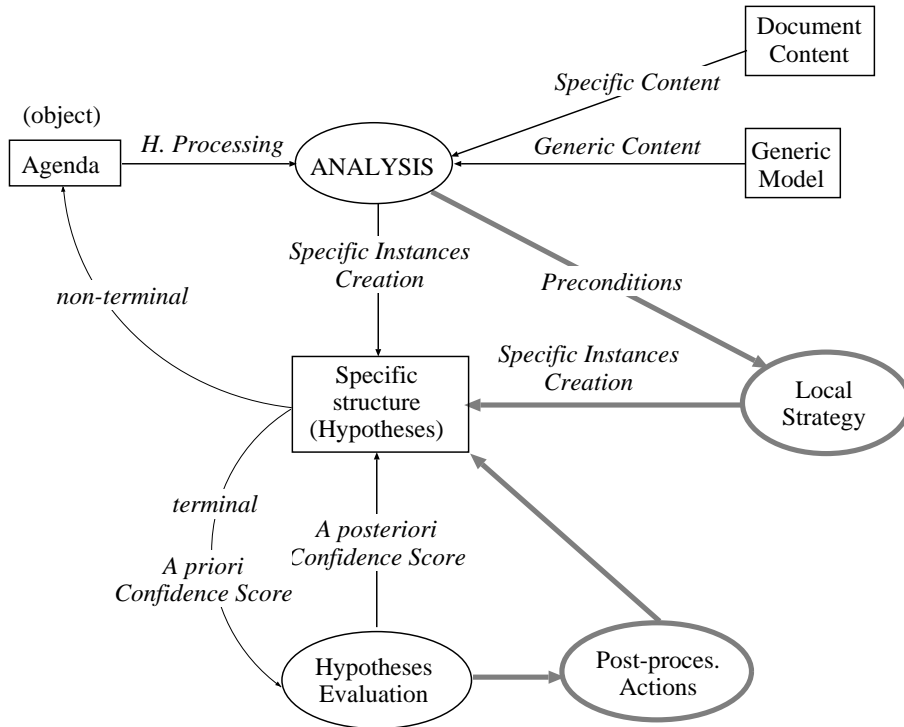 Document
Content
Specific Content
(object)
H. Processing
Generic Content
Agenda
ANALYSIS
Generic
Model
Specific Instances
Creation
Preconditions
non-terminal
Specific Instances
Creation
Specific
structure
(Hypotheses)
Local
Strategy
terminal
A posteriori
Confidence Score
A priori
Confidence Score
Hypotheses
Evaluation
Post-proces.
Actions